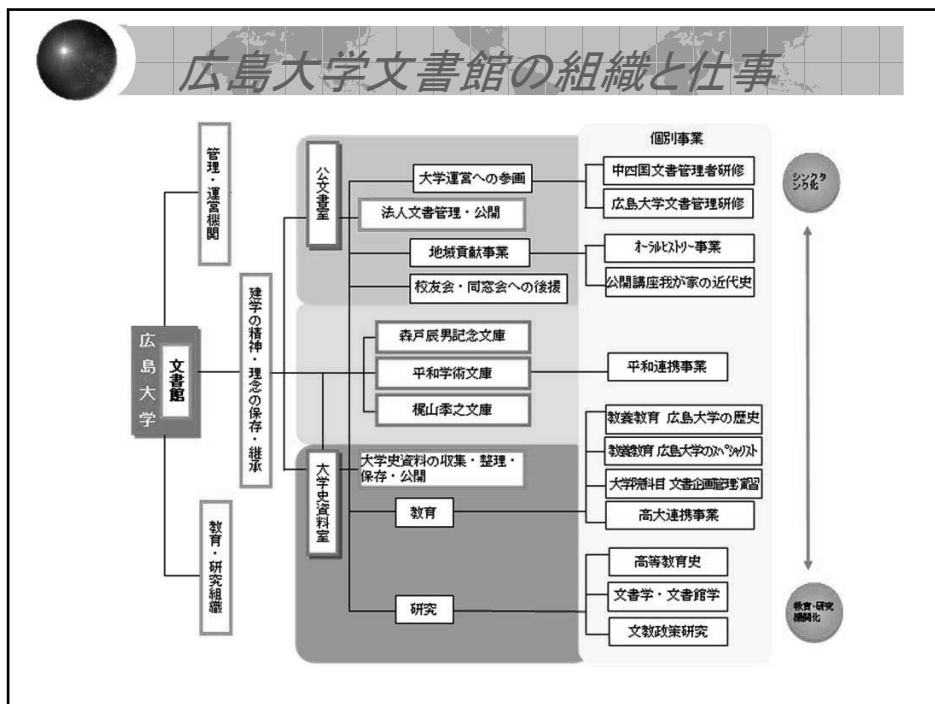 広島大学文書館の組織と仕事
個別事業
管理・運営機関
広島大学
文書館
建学の精神・理念の保存・継承
教育・研究組織
公文書室
大学運営への参画
法人文書管理・公開
地域貢献事業
校友会・同窓会への後援
森戸辰男記念文庫
平和学術文庫
梶山季之文庫
大学史資料室
大学史資料の収集・整理・
保存・公開
教育
研究
中四国文書管理者研修
広島大学文書管理研修
オーラルヒストリー事業
公開講座我が家の近代史
平和連携事業
教養教育 広島大学の歴史
教養教育 広島大学のスペシャリスト
大学院科目 文書企画管理演習
高大連携事業
高等教育史
文書学・文書館学
文教政策研究
シンクタ
ンク化
教育・研究
機関化